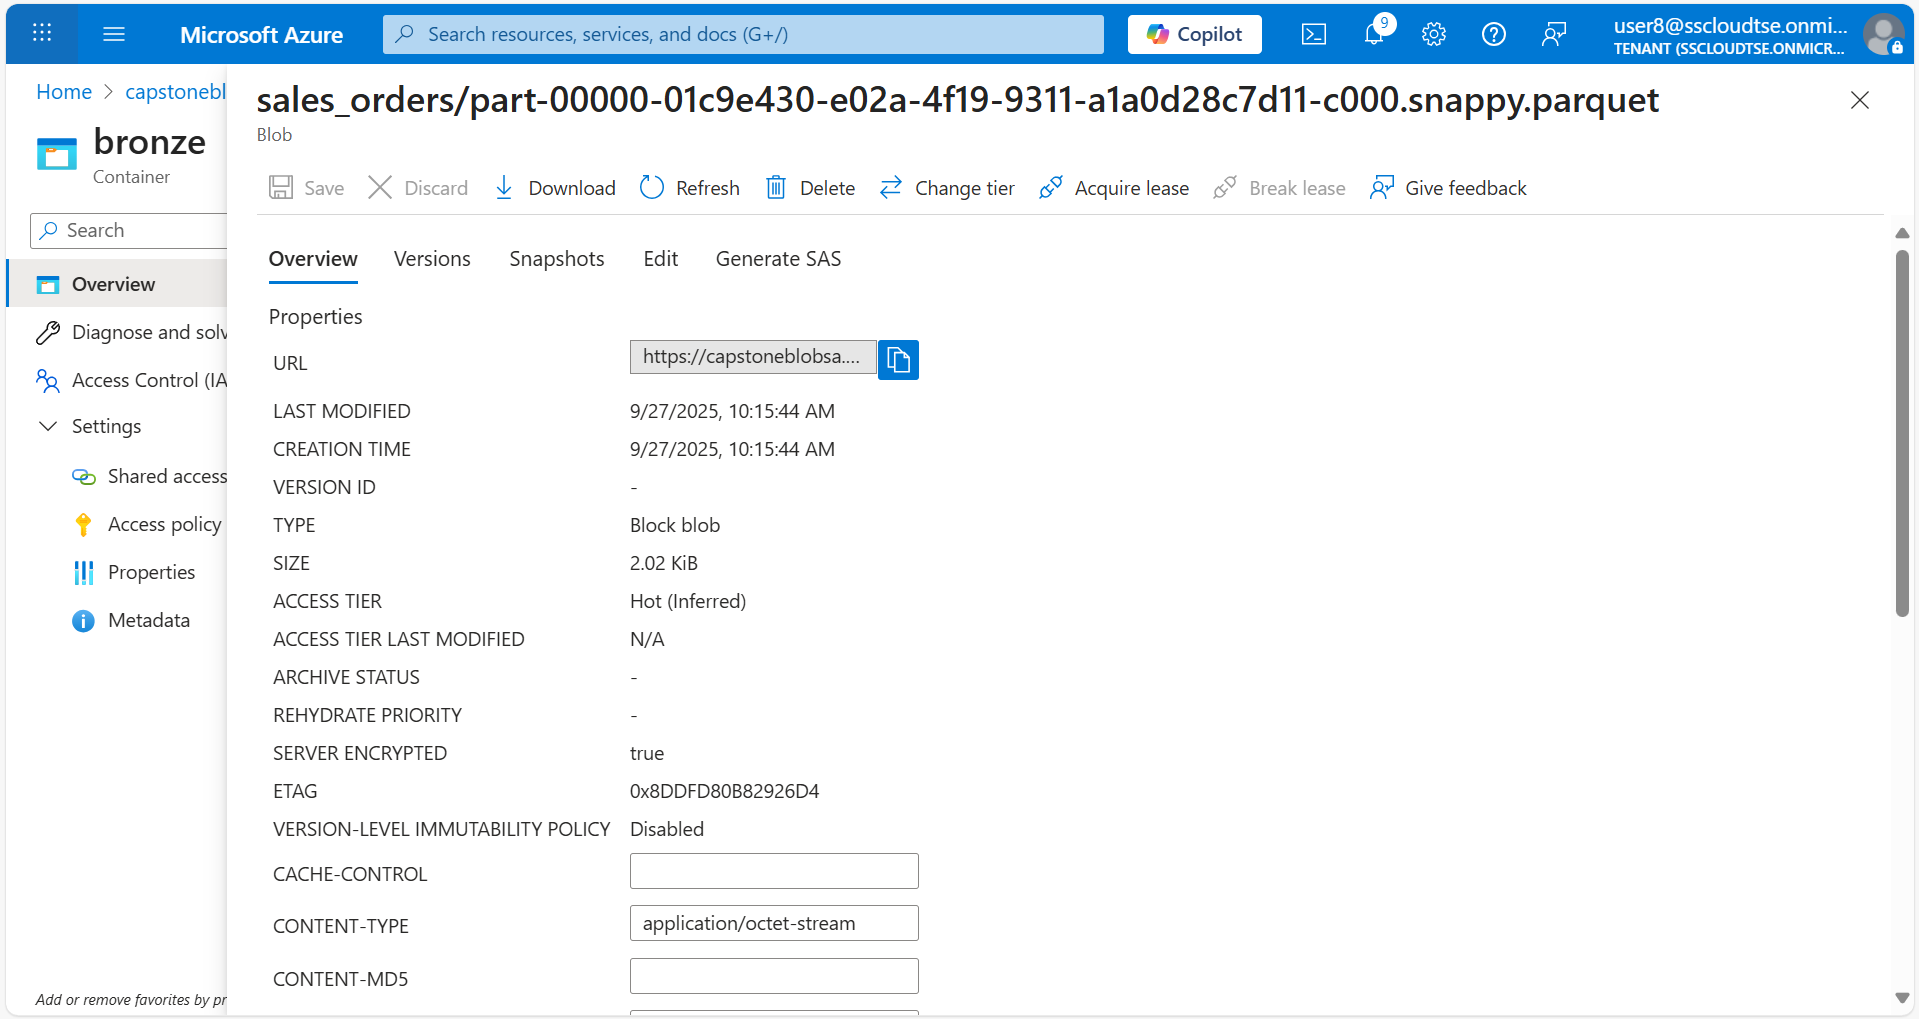 Microsoft Azure
Search resources, services, and docs (G+/)
Copilot
9
user8@sscloudtse.onmi...
TENANT (SSCLOUDTSE.ONMICR...
Home > capstonebl
bronze
Container
Search
Overview
Diagnose and solv
Access Control (IA
Settings
Shared access
Access policy
Properties
Metadata
Add or remove favorites by pr
sales_orders/part-00000-01c9e430-e02a-4f19-9311-a1a0d28c7d11-c000.snappy.parquet
Blob
Save Discard Download Refresh Delete Change tier Acquire lease Break lease Give feedback
Overview Versions Snapshots Edit Generate SAS
Properties
URL https://capstoneblobsa....
LAST MODIFIED 9/27/2025, 10:15:44 AM
CREATION TIME 9/27/2025, 10:15:44 AM
VERSION ID -
TYPE Block blob
SIZE 2.02 KiB
ACCESS TIER Hot (Inferred)
ACCESS TIER LAST MODIFIED N/A
ARCHIVE STATUS -
REHYDRATE PRIORITY -
SERVER ENCRYPTED true
ETAG 0x8DDFD80B82926D4
VERSION-LEVEL IMMUTABILITY POLICY Disabled
CACHE-CONTROL
CONTENT-TYPE application/octet-stream
CONTENT-MD5